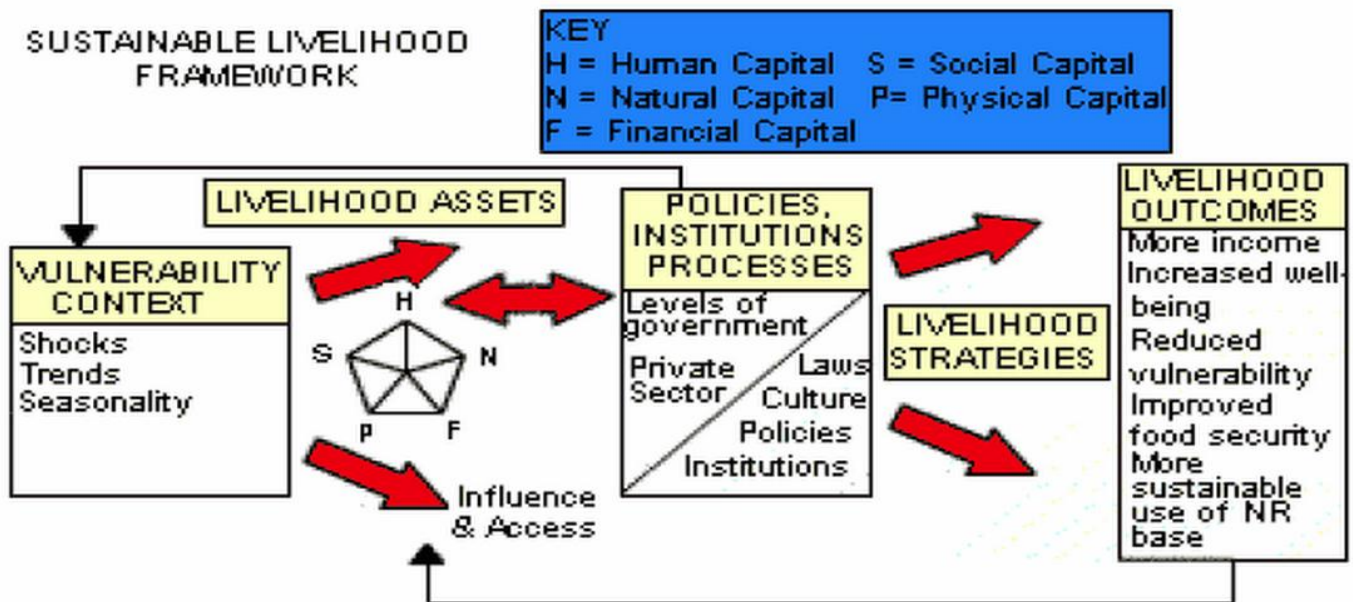 SUSTAINABLE LIVELIHOOD
FRAMEWORK
KEY
H = Human Capital S = Social Capital
N = Natural Capital P= Physical Capital
F = Financial Capital
LIVELIHOOD ASSETS
VULNERABILITY
CONTEXT
Shocks
Trends
Seasonality
H
S
N
P
F
Influence
& Access
POLICIES,
INSTITUTIONS
PROCESSES
Levels of
government
Private
Sector
Laws
Culture
Policies
Institutions
LIVELIHOOD
STRATEGIES
LIVELIHOOD
OUTCOMES
More income
Increased well-
being
Reduced
vulnerability
Improved
food security
More
sustainable
use of NR
base